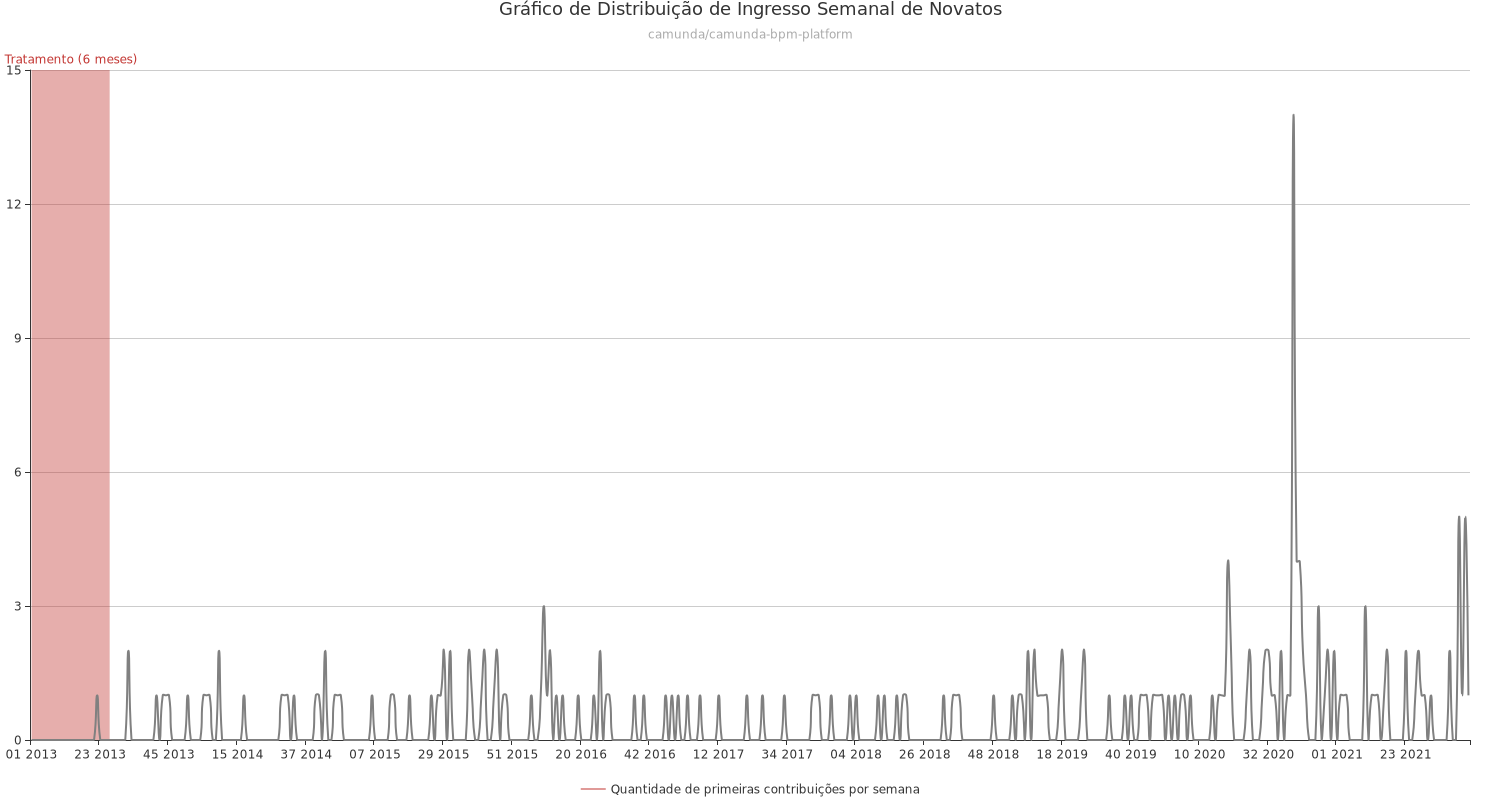 Gráfico de Distribuição de Ingresso Semanal de Novatos
camunda/camunda-bpm-platform
Tratamento (6 meses)
15
12
9
6
3
0
01 2013 23 2013 45 2013 15 2014 37 2014 07 2015 29 2015 51 2015 20 2016 42 2016 12 2017 34 2017 04 2018 26 2018 48 2018 18 2019 40 2019 10 2020 32 2020 01 2021 23 2021
Quantidade de primeiras contribuições por semana